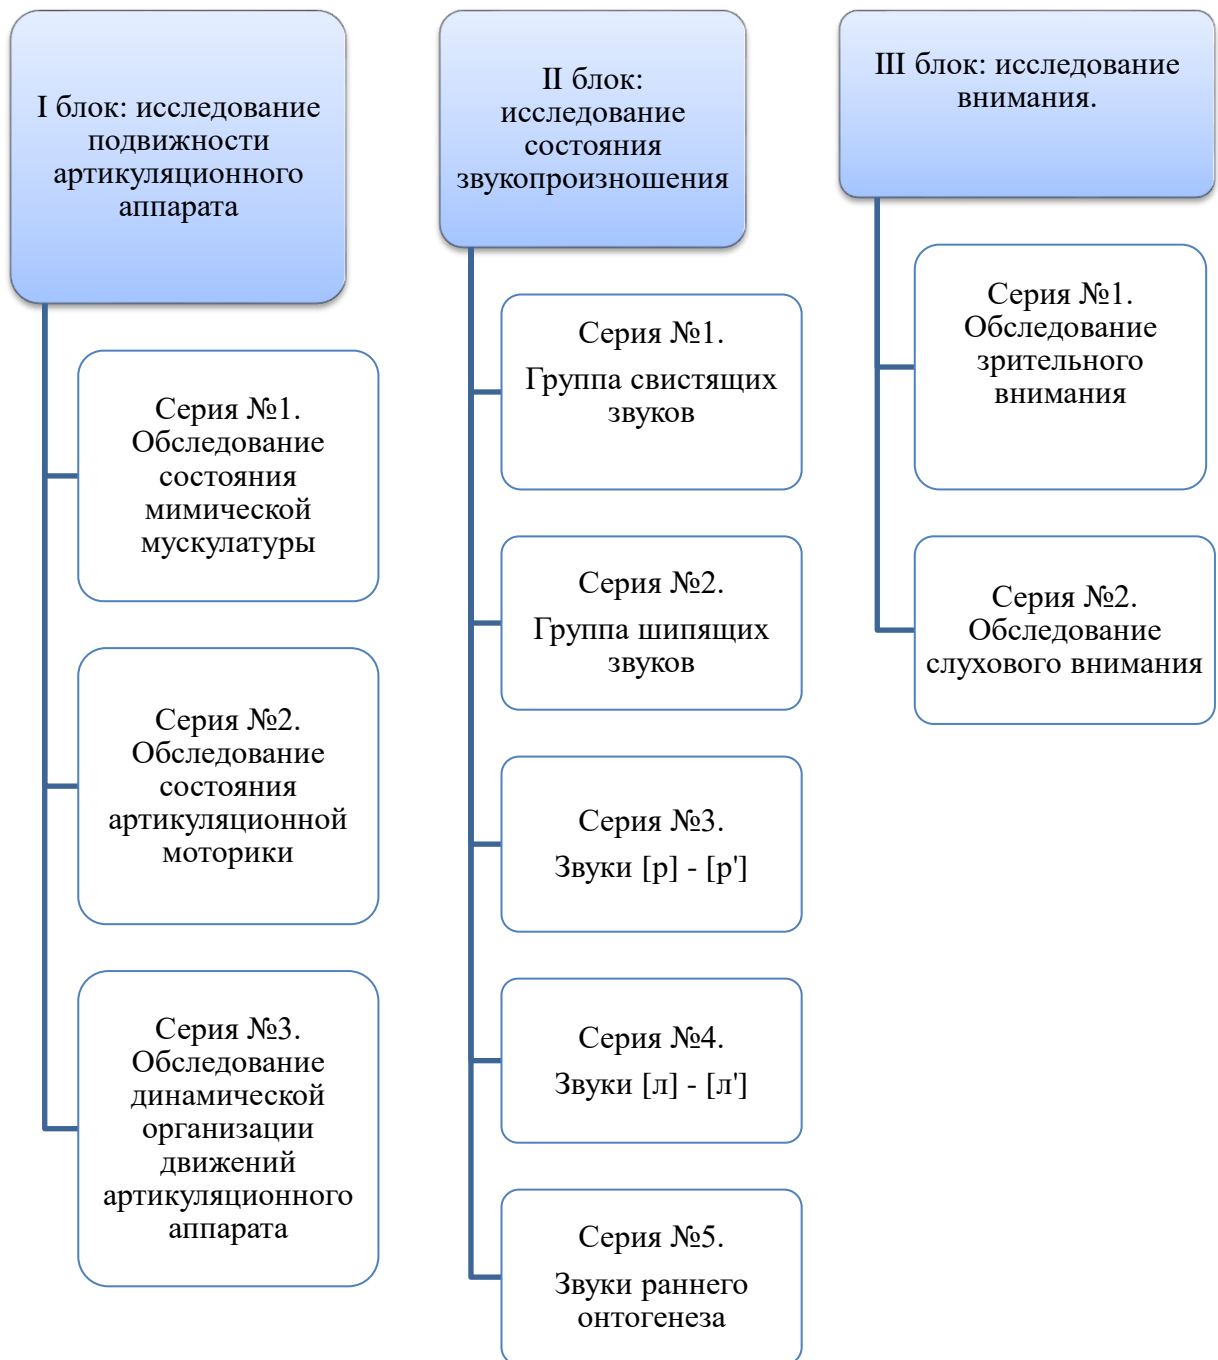 I блок: исследование
подвижности
артикуляционного
аппарата
Серия №1.
Обследование
состояния
мимической
мускулатуры
Серия №2.
Обследование
состояния
артикуляционной
моторики
Серия №3.
Обследование
динамической
организации
движений
артикуляционного
аппарата
II блок:
исследование
состояния
звукопроизношения
Серия №1.
Группа свистящих
звуков
Серия №2.
Группа шипящих
звуков
Серия №3.
Звуки [р] - [р']
Серия №4.
Звуки [л] - [л']
Серия №5.
Звуки раннего
онтогенеза
III блок: исследование
внимания.
Серия №1.
Обследование
зрительного
внимания
Серия №2.
Обследование
слухового внимания